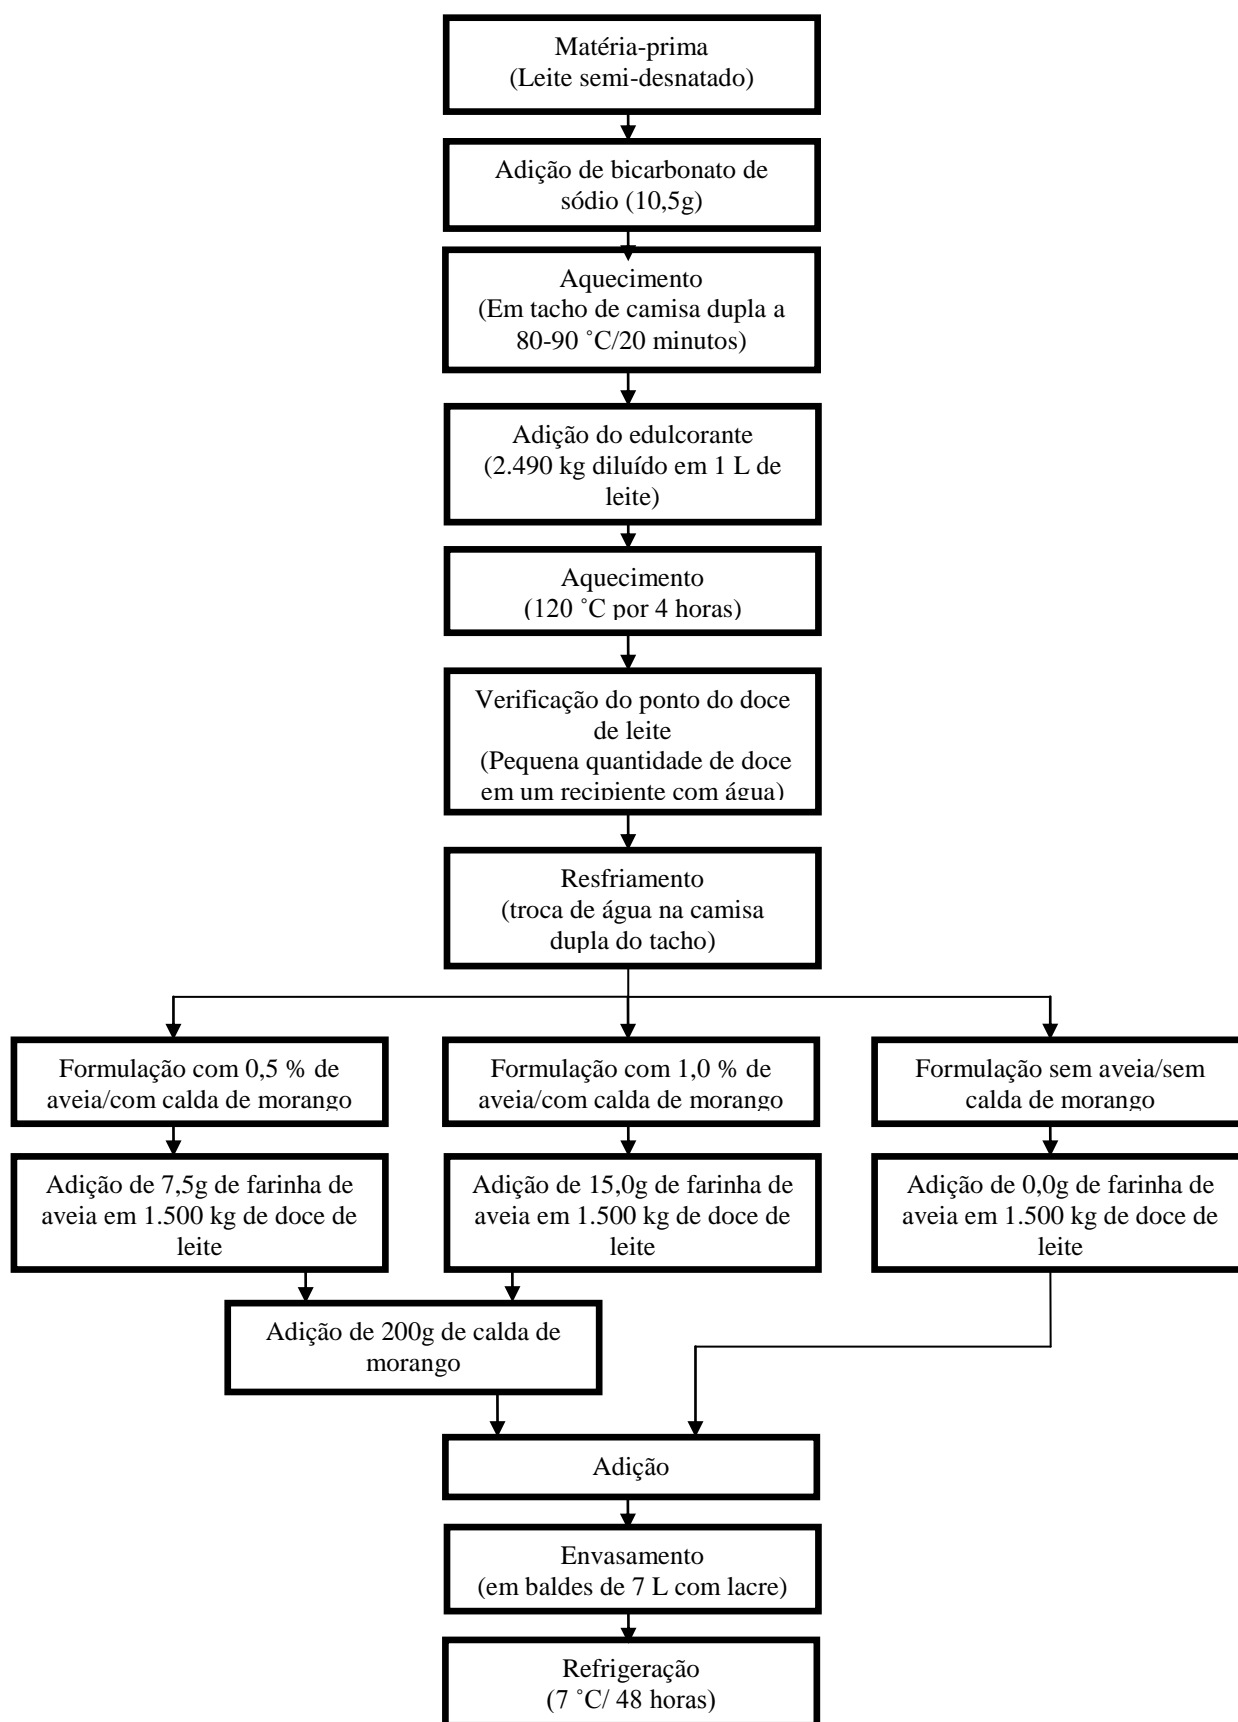 Matéria-prima
(Leite semi-desnatado)
Adição de bicarbonato de
sódio (10,5g)
Aquecimento
(Em tacho de camisa dupla a
80-90 ˚C/20 minutos)
Adição do edulcorante
(2.490 kg diluído em 1 L de
leite)
Aquecimento
(120 ˚C por 4 horas)
Verificação do ponto do doce
de leite
(Pequena quantidade de doce
em um recipiente com água)
Resfriamento
(troca de água na camisa
dupla do tacho)
Formulação com 0,5 % de
aveia/com calda de morango
Formulação com 1,0 % de
aveia/com calda de morango
Formulação sem aveia/sem
calda de morango
Adição de 7,5g de farinha de
aveia em 1.500 kg de doce de
leite
Adição de 15,0g de farinha de
aveia em 1.500 kg de doce de
leite
Adição de 0,0g de farinha de
aveia em 1.500 kg de doce de
leite
Adição de 200g de calda de
morango
Adição
Envasamento
(em baldes de 7 L com lacre)
Refrigeração
(7 ˚C/ 48 horas)